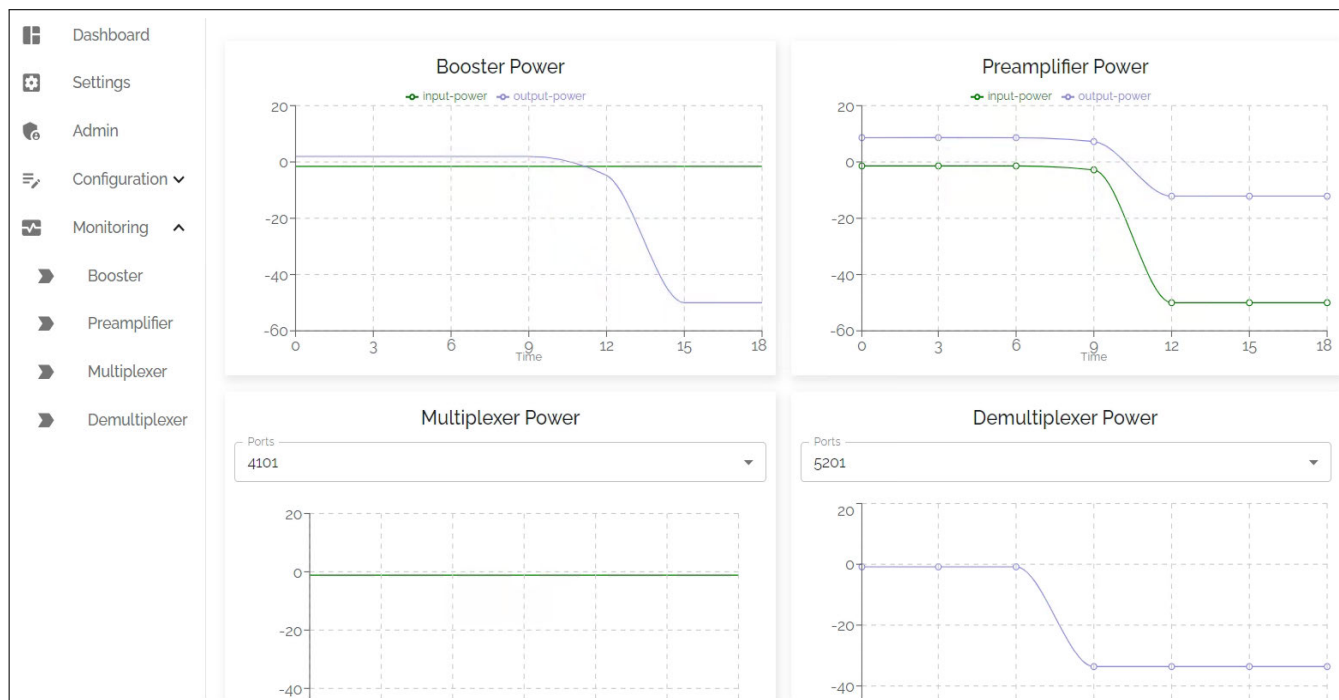 Dashboard
Settings
Admin
Configuration
Monitoring
Booster
Preamplifier
Multiplexer
Demultiplexer
Booster Power
input-power output-power
20
0
-20
-40
-60
0 3 6 9 12 15 18
Time
Preamplifier Power
input-power output-power
20
0
-20
-40
-60
0 3 6 9 12 15 18
Time
Multiplexer Power
Ports
4101
20
0
-20
-40
Demultiplexer Power
Ports
5201
20
0
-20
-40